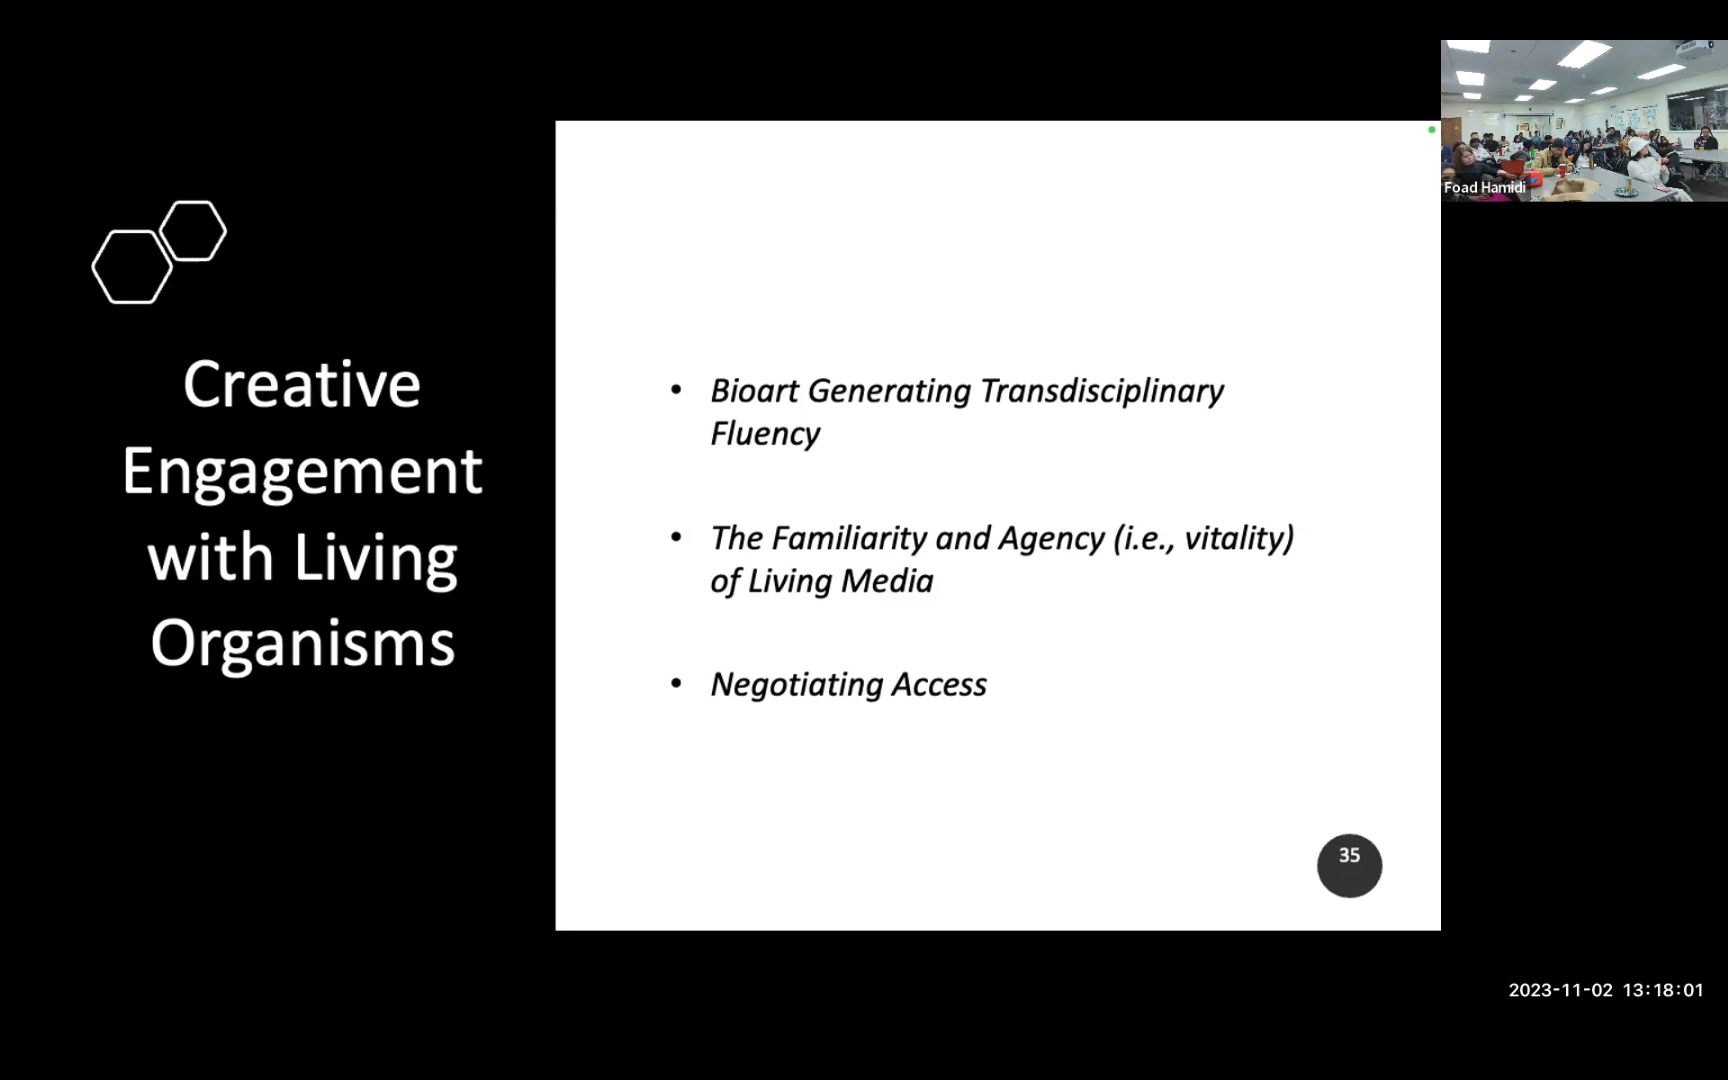 Creative
Engagement
with Living
Organisms
• Bioart Generating Transdisciplinary
Fluency
• The Familiarity and Agency (i.e., vitality)
of Living Media
• Negotiating Access
35
Foad Hamidi
2023-11-02 13:18:01